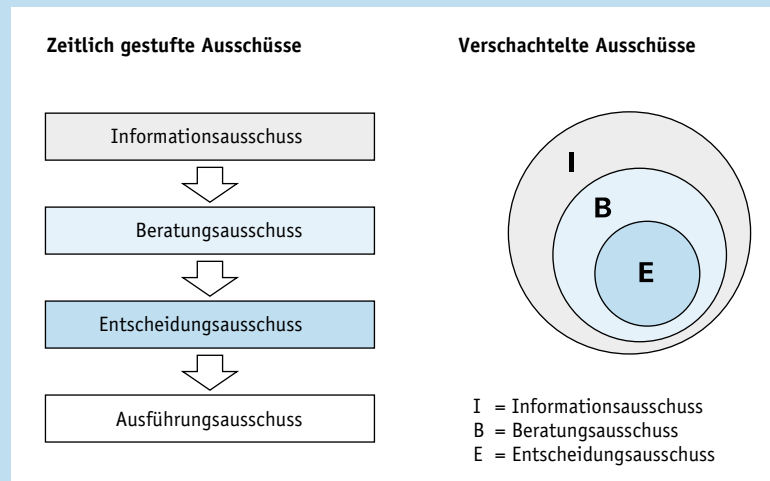 Zeitlich gestufte Ausschüsse
Informationsausschuss
Beratungsausschuss
Entscheidungsausschuss
Ausführungsausschuss
Verschachtelte Ausschüsse
I
B
E
I = Informationsausschuss
B = Beratungsausschuss
E = Entscheidungsausschuss